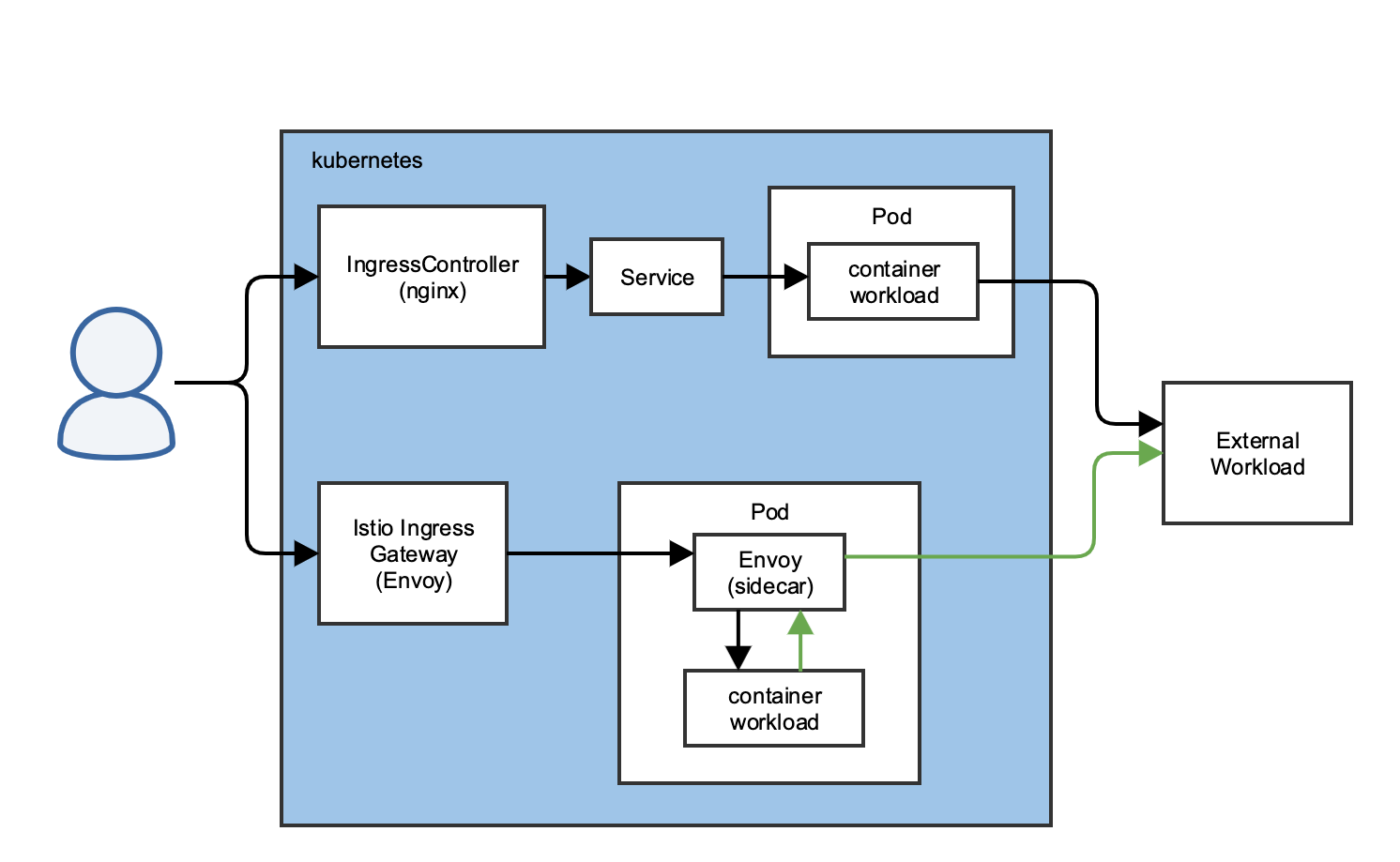 kubernetes
IngressController
(nginx)
Service
Pod
container
workload
External
Workload
Istio Ingress
Gateway
(Envoy)
Pod
Envoy
(sidecar)
container
workload